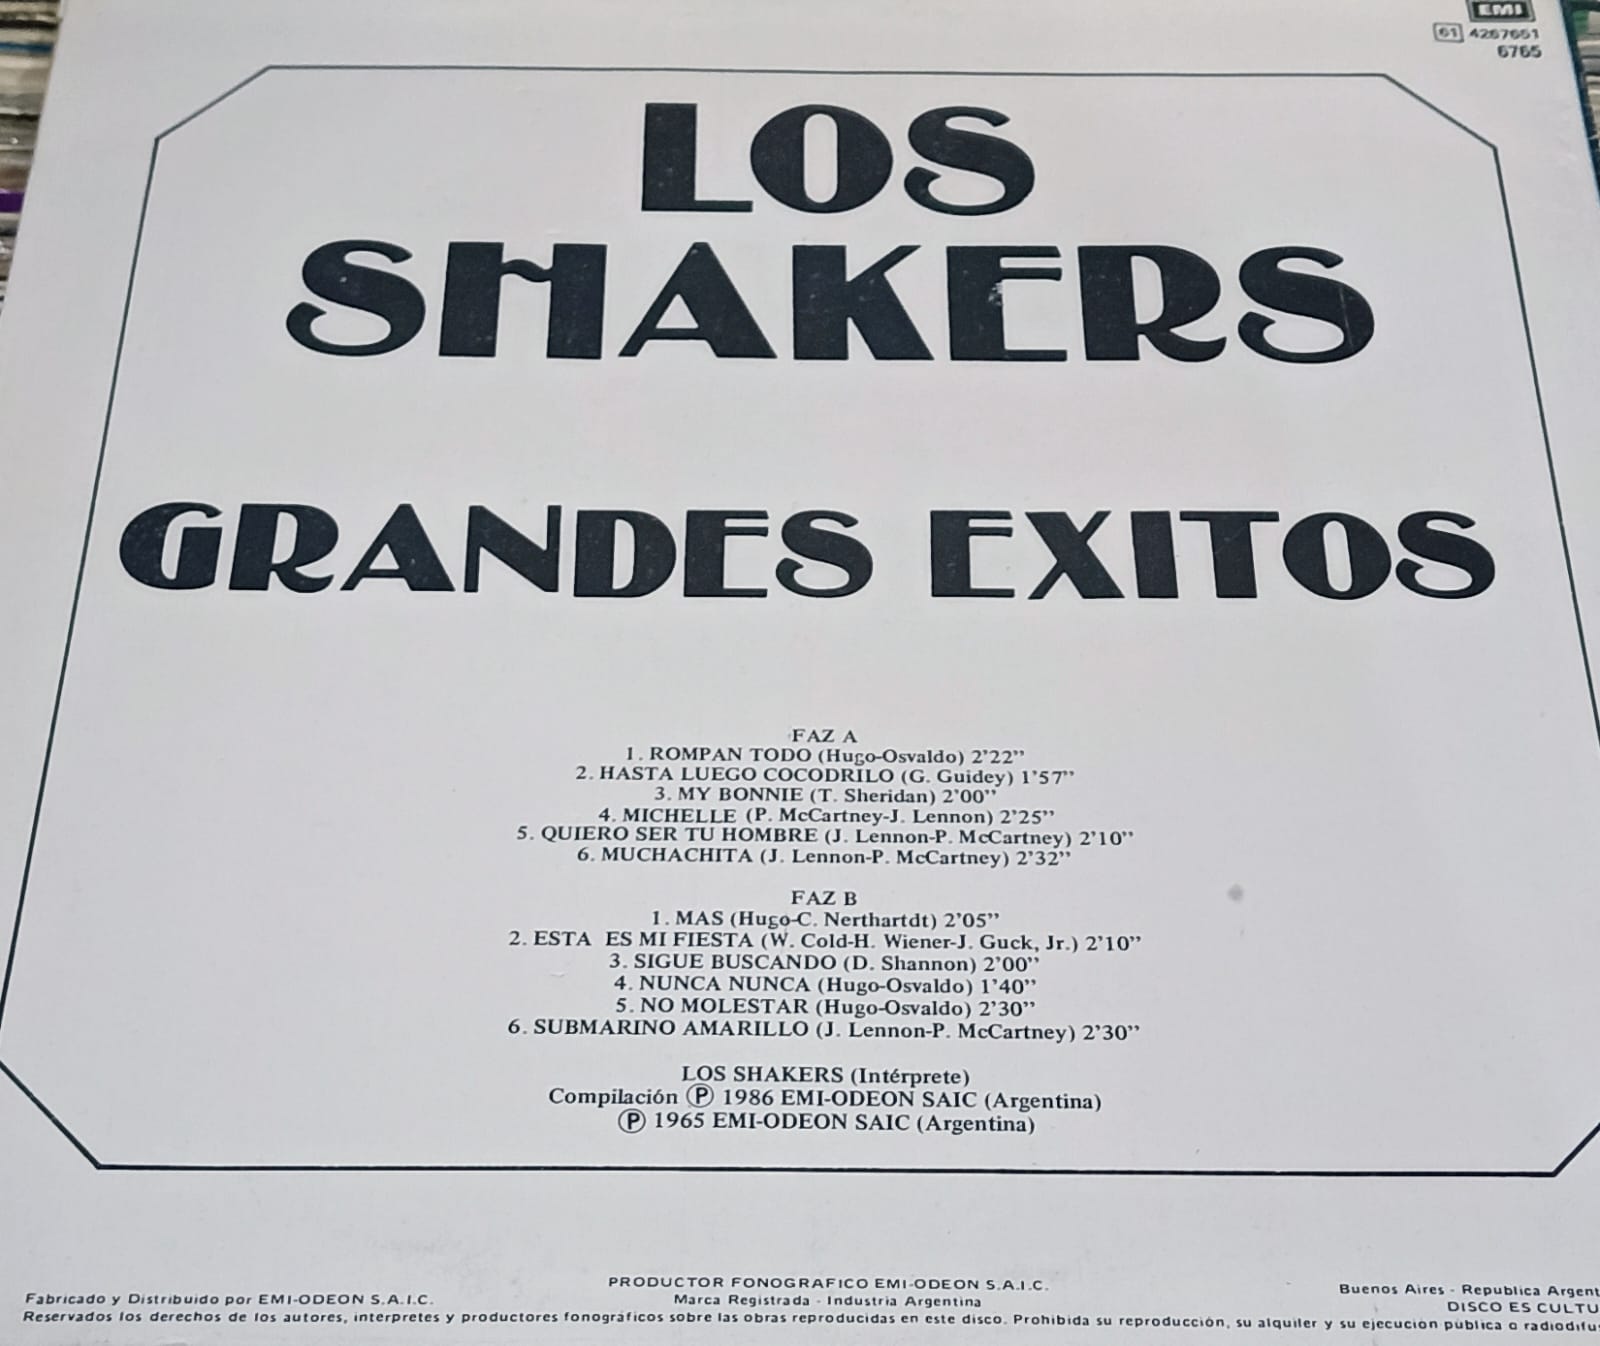 EMI
61 4267651
6765
LOS
SHAKERS
GRANDES EXITOS
FAZ A
1. ROMPAN TODO (Hugo-Osvaldo) 2'22"
2. HASTA LUEGO COCODRILO (G. Guidey) 1'57"
3. MY BONNIE (T. Sheridan) 2'00"
4. MICHELLE (P. McCartney-J. Lennon) 2'25"
5. QUIERO SER TU HOMBRE (J. Lennon-P. McCartney) 2'10"
6. MUCHACHITA (J. Lennon-P. McCartney) 2'32"
FAZ B
1. MAS (Hugo-C. Nerthartdt) 2'05"
2. ESTA ES MI FIESTA (W. Cold-H. Wiener-J. Guck, Jr.) 2'10"
3. SIGUE BUSCANDO (D. Shannon) 2'00"
4. NUNCA NUNCA (Hugo-Osvaldo) 1'40"
5. NO MOLESTAR (Hugo-Osvaldo) 2'30"
6. SUBMARINO AMARILLO (J. Lennon-P. McCartney) 2'30"
LOS SHAKERS (Intérprete)
Compilación Ⓟ 1986 EMI-ODEON SAIC (Argentina)
Ⓟ 1965 EMI-ODEON SAIC (Argentina)
PRODUCTOR FONOGRAFICO EMI-ODEON S.A.I.C.
Fabricado y Distribuido por EMI-ODEON S.A.I.C. Marca Registrada - Industria Argentina Buenos Aires - Republica Argent
DISCO ES CULTU
Reservados los derechos de los autores, intérpretes y productores fonográficos sobre las obras reproducidas en este disco. Prohibida su reproducción, su alquiler y su ejecución pública o radiodifus